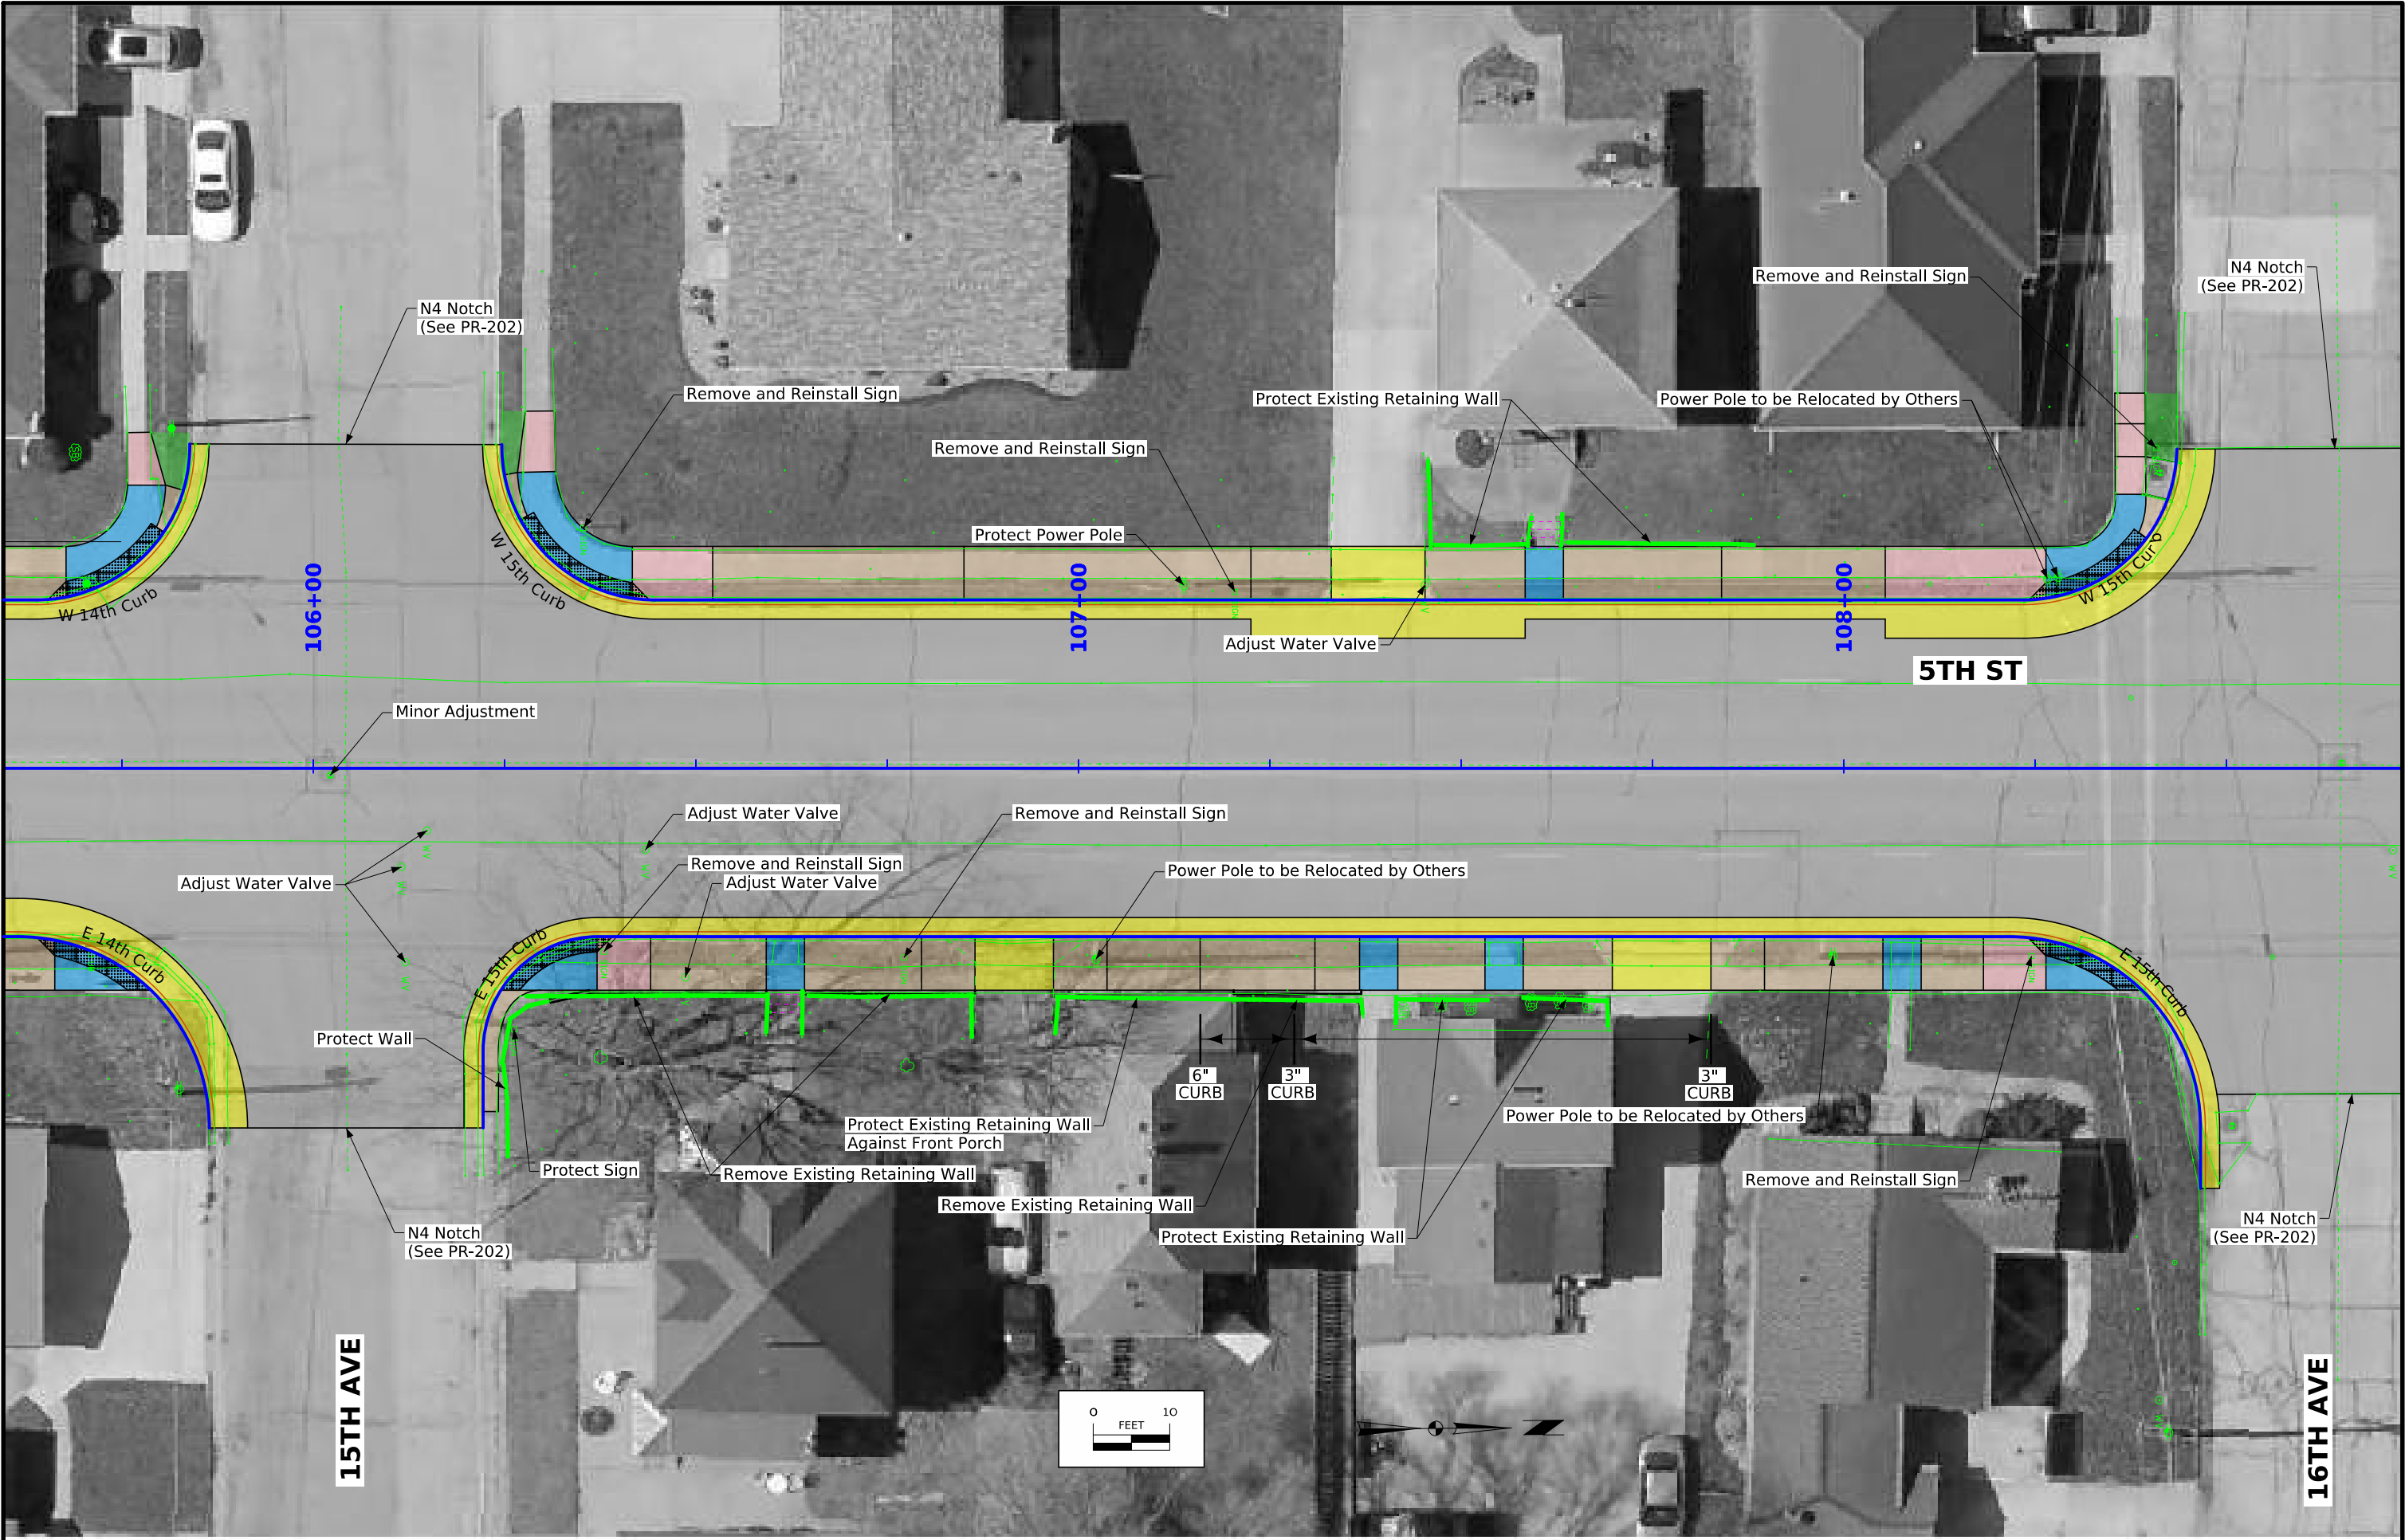 N4 Notch
(See PR-202)
Remove and Reinstall Sign
N4 Notch
(See PR-202)
Remove and Reinstall Sign
Protect Existing Retaining Wall
Power Pole to be Relocated by Others
Remove and Reinstall Sign
Protect Power Pole
W 14th Curb
W 15th Curb
W 15th Curb
106+00
107+00
108+00
Adjust Water Valve
5TH ST
Minor Adjustment
Adjust Water Valve
Remove and Reinstall Sign
Remove and Reinstall Sign
Adjust Water Valve
Power Pole to be Relocated by Others
Adjust Water Valve
E 14th Curb
E 15th Curb
E 15th Curb
Protect Wall
6"
CURB
3"
CURB
3"
CURB
Power Pole to be Relocated by Others
Protect Existing Retaining Wall
Against Front Porch
Protect Sign
Remove Existing Retaining Wall
Remove and Reinstall Sign
Remove Existing Retaining Wall
N4 Notch
(See PR-202)
Protect Existing Retaining Wall
N4 Notch
(See PR-202)
15TH AVE
16TH AVE
0 10
FEET